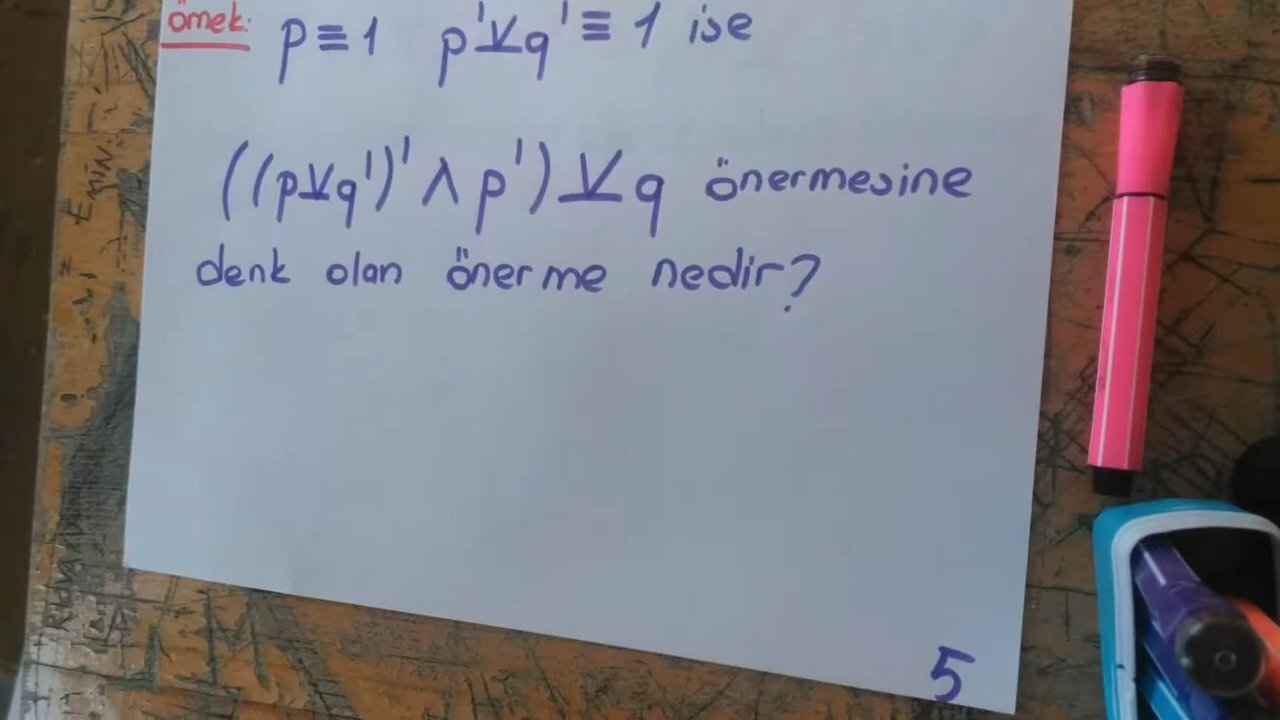 örnek: p≡1 p'⊻q'≡1 ise
((p⊻q')'∧p')⊻q önermesine
denk olan önerme nedir?
5